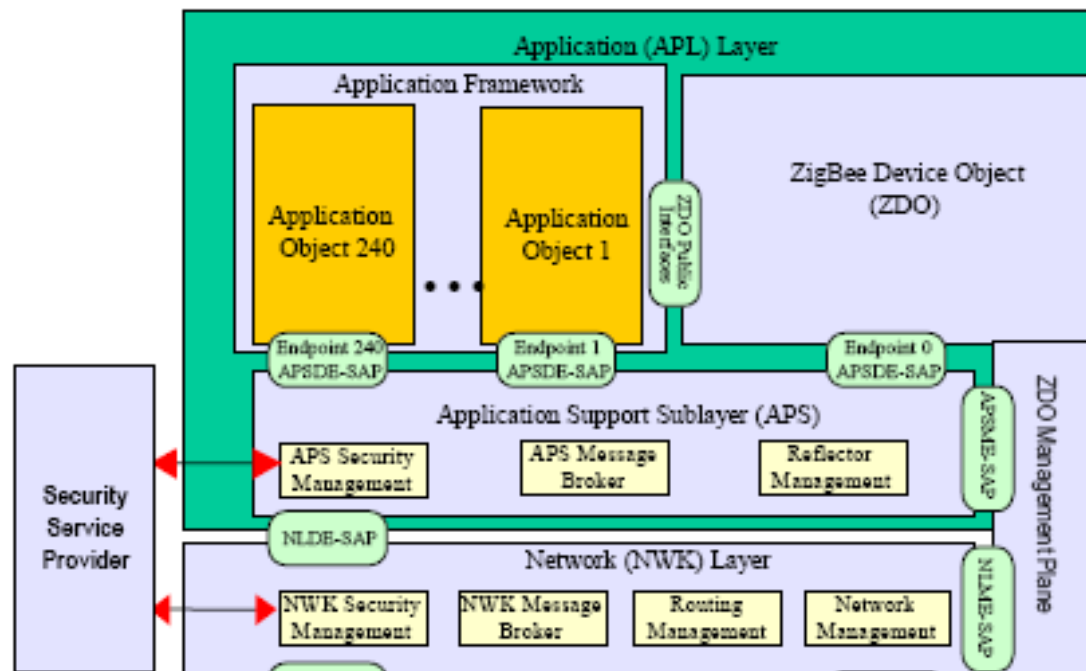 Application (APL) Layer
Application Framework
Application
Object 240
Application
Object 1
• • •
ZDO Public
Interfaces
ZigBee Device Object
(ZDO)
Endpoint 240
APSDE-SAP
Endpoint 1
APSDE-SAP
Endpoint 0
APSDE-SAP
Application Support Sublayer (APS)
APS Security
Management
APS Message
Broker
Reflector
Management
APSME-SAP
ZDO Management Plane
Security
Service
Provider
NLDE-SAP
Network (NWK) Layer
NWK Security
Management
NWK Message
Broker
Routing
Management
Network
Management
NLME-SAP